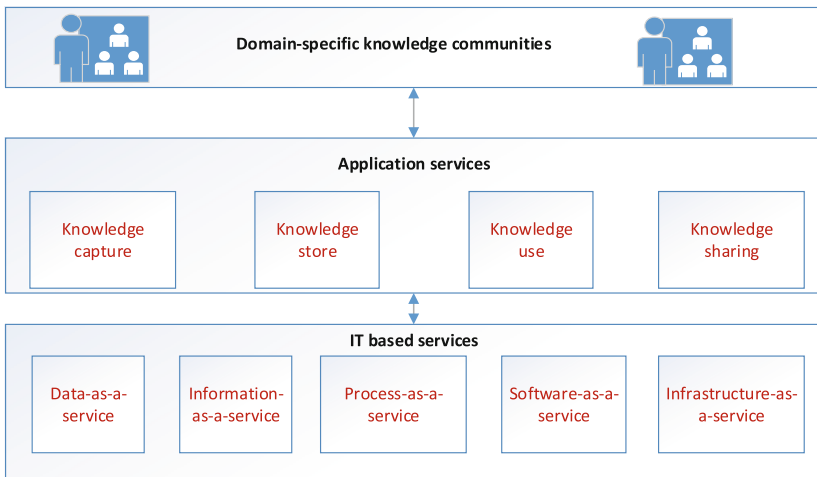 Domain-specific knowledge communities
Application services
Knowledge
capture
Knowledge
store
Knowledge
use
Knowledge
sharing
IT based services
Data-as-a-
service
Information-
as-a-service
Process-as-a-
service
Software-as-a-
service
Infrastructure-as-
a-service